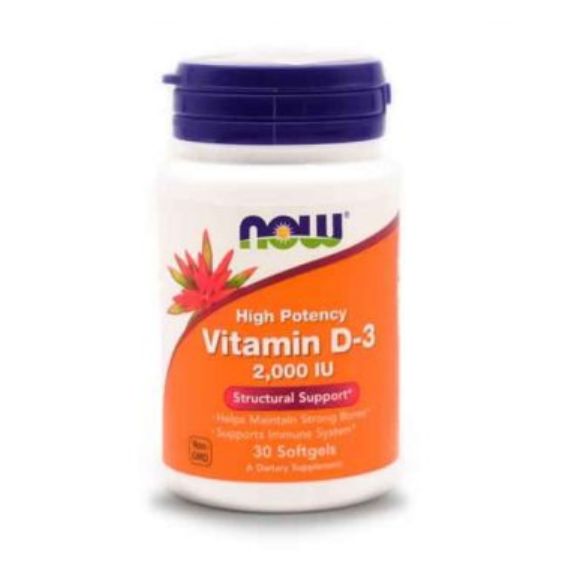 NOW®
High Potency
Vitamin D-3
2,000 IU
Structural Support*
•Helps Maintain Strong Bones*
•Supports Immune System*
Non-
GMO
30 Softgels
A Dietary Supplement